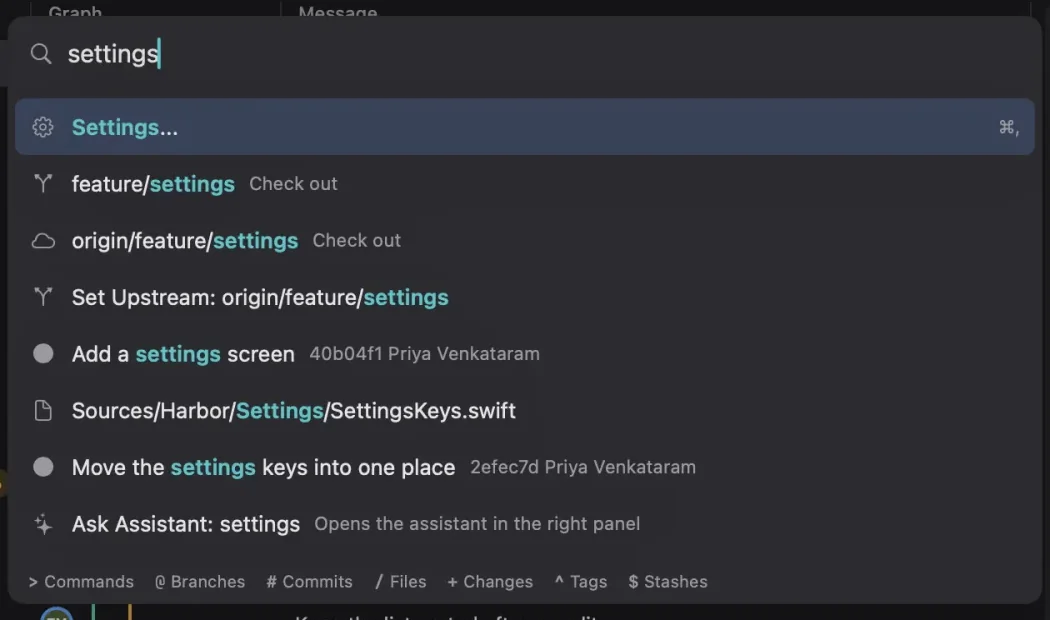 Graph Message
settings
Settings... ⌘,
feature/settings Check out
origin/feature/settings Check out
Set Upstream: origin/feature/settings
Add a settings screen 40b04f1 Priya Venkataram
Sources/Harbor/Settings/SettingsKeys.swift
Move the settings keys into one place 2efec7d Priya Venkataram
Ask Assistant: settings Opens the assistant in the right panel
> Commands @ Branches # Commits / Files + Changes ^ Tags $ Stashes